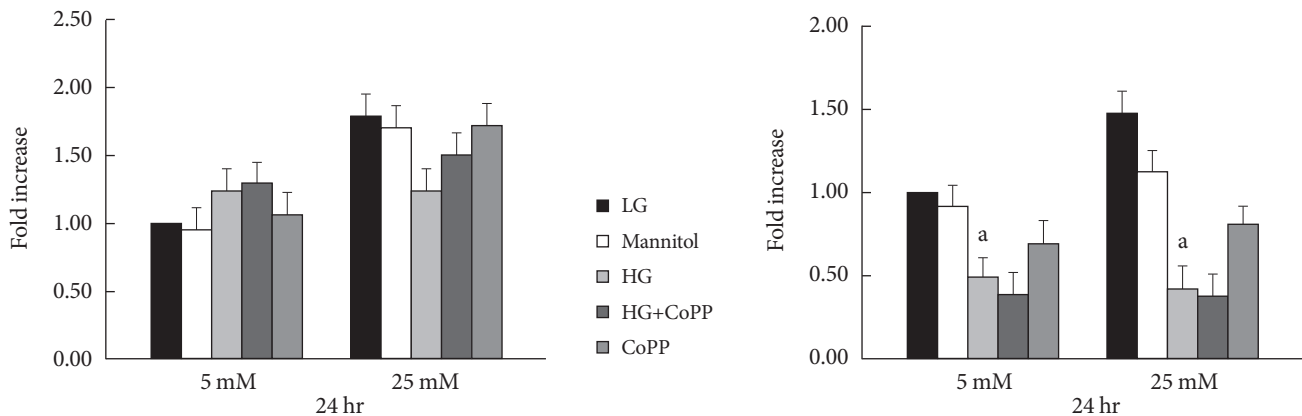 2.50
2.00
1.50
1.00
0.50
0.00
Fold increase
5 mM
25 mM
24 hr
LG
Mannitol
HG
HG+CoPP
CoPP
2.00
1.50
1.00
0.50
0.00
Fold increase
a
a
5 mM
25 mM
24 hr